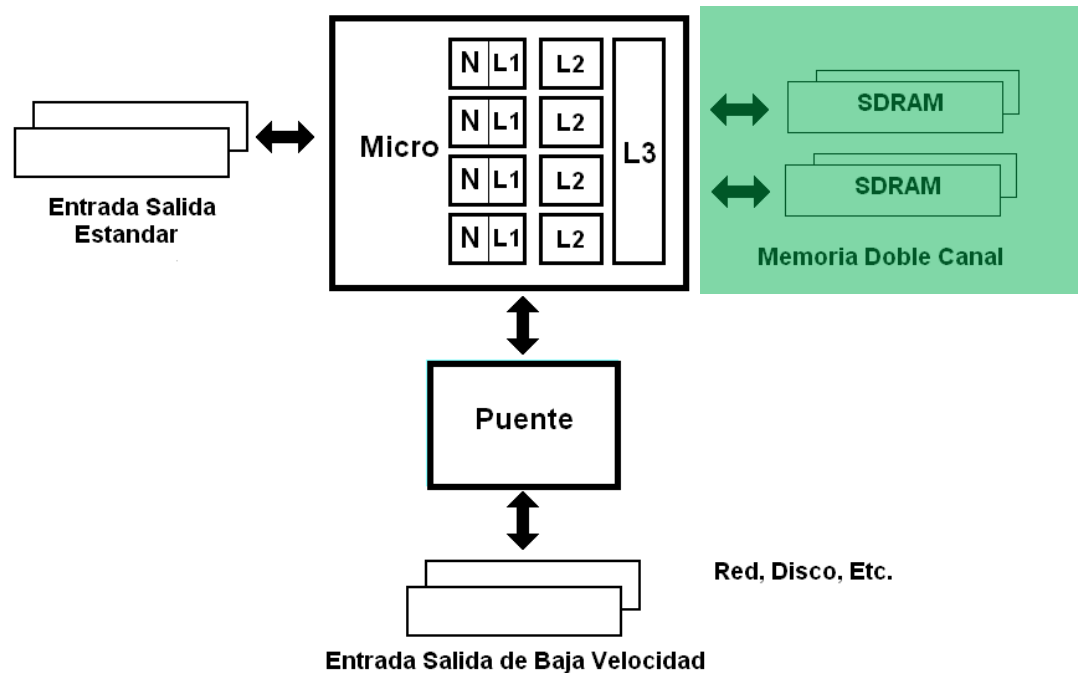 N L1 L2
N L1 L2
N L1 L2
N L1 L2
L3
Micro
SDRAM
SDRAM
Memoria Doble Canal
Entrada Salida
Estandar
Puente
Red, Disco, Etc.
Entrada Salida de Baja Velocidad